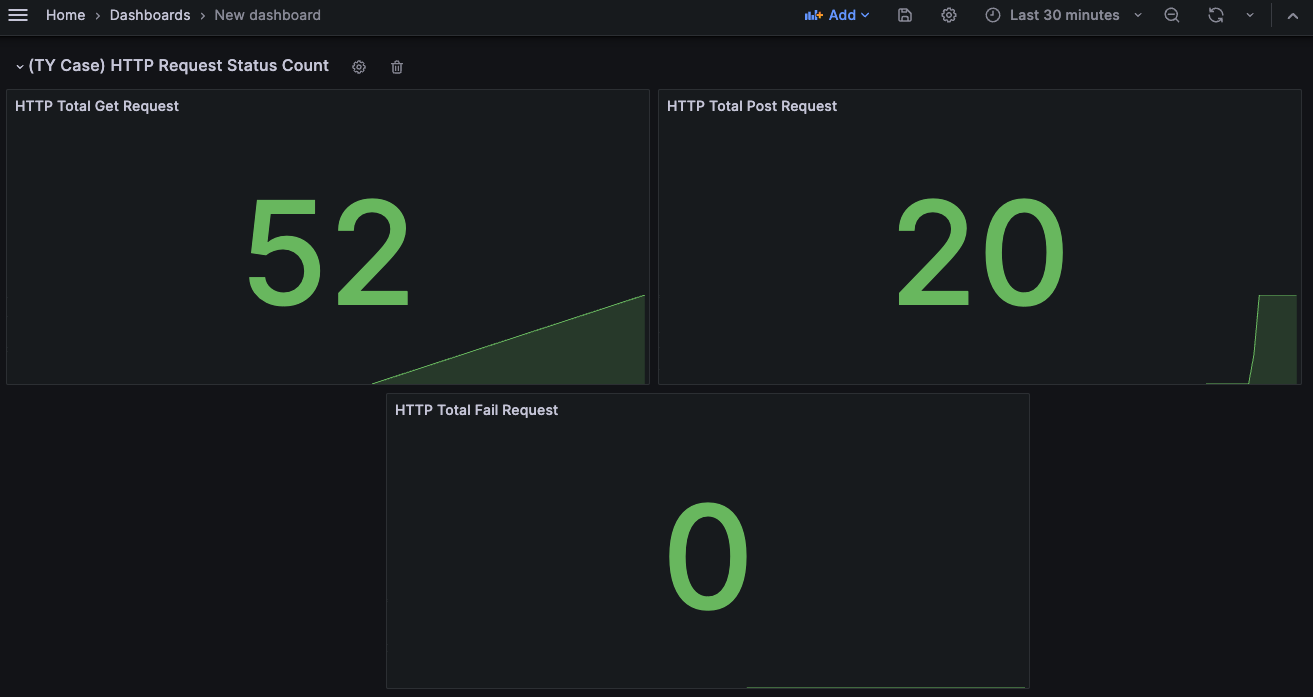 Home > Dashboards > New dashboard Add Last 30 minutes
(TY Case) HTTP Request Status Count
HTTP Total Get Request
52
HTTP Total Post Request
20
HTTP Total Fail Request
0